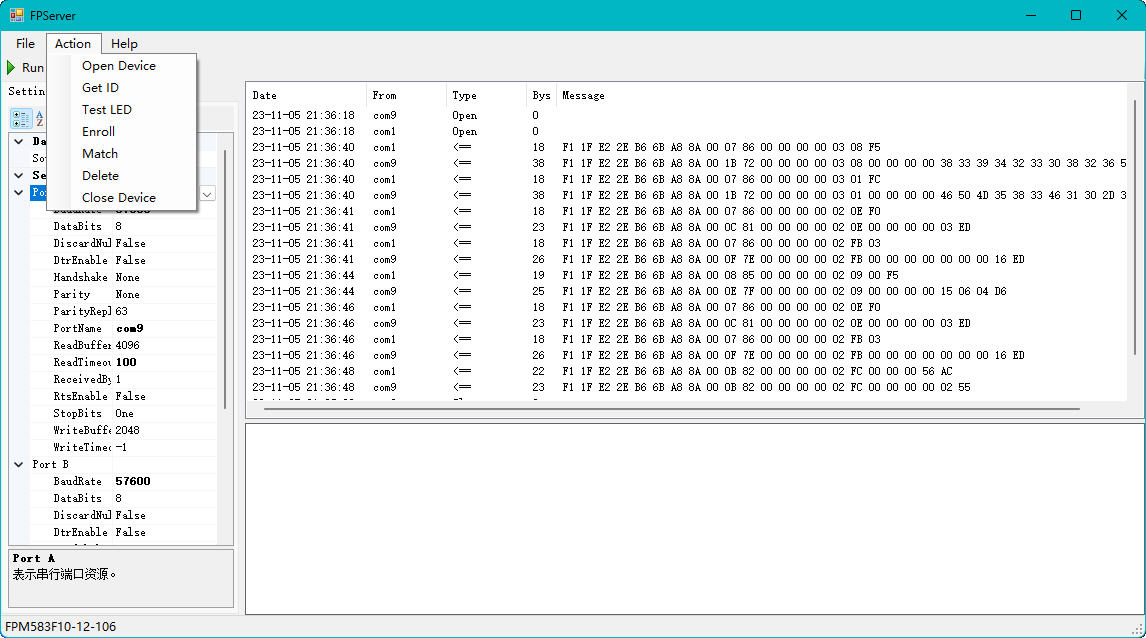 FPServer
File Action Help
Run
Open Device
Get ID
Test LED
Enroll
Match
Delete
Close Device
DataBits 8
DiscardNul False
DtrEnable False
Handshake None
Parity None
ParityRepl 63
PortName com9
ReadBuffer 4096
ReadTimeou 100
ReceivedBy 1
RtsEnable False
StopBits One
WriteBuffe 2048
WriteTimeo -1
Port B
BaudRate 57600
DataBits 8
DiscardNul False
DtrEnable False
Port A
表示串行端口资源。
Date From Type Bys Message
23-11-05 21:36:18 com9 Open 0
23-11-05 21:36:18 com1 Open 0
23-11-05 21:36:40 com1 <== 18 F1 1F E2 2E B6 6B A8 8A 00 07 86 00 00 00 00 03 08 F5
23-11-05 21:36:40 com9 <== 38 F1 1F E2 2E B6 6B A8 8A 00 1B 72 00 00 00 00 03 08 00 00 00 00 38 33 39 34 32 33 30 38 32 36 5
23-11-05 21:36:40 com1 <== 18 F1 1F E2 2E B6 6B A8 8A 00 07 86 00 00 00 00 03 01 FC
23-11-05 21:36:40 com9 <== 38 F1 1F E2 2E B6 6B A8 8A 00 1B 72 00 00 00 00 03 01 00 00 00 00 46 50 4D 35 38 33 46 31 30 2D 3
23-11-05 21:36:41 com1 <== 18 F1 1F E2 2E B6 6B A8 8A 00 07 86 00 00 00 00 02 0E F0
23-11-05 21:36:41 com9 <== 23 F1 1F E2 2E B6 6B A8 8A 00 0C 81 00 00 00 00 02 0E 00 00 00 00 03 ED
23-11-05 21:36:41 com1 <== 18 F1 1F E2 2E B6 6B A8 8A 00 07 86 00 00 00 00 02 FB 03
23-11-05 21:36:41 com9 <== 26 F1 1F E2 2E B6 6B A8 8A 00 0F 7E 00 00 00 00 02 FB 00 00 00 00 00 00 00 16 ED
23-11-05 21:36:44 com1 <== 19 F1 1F E2 2E B6 6B A8 8A 00 08 85 00 00 00 00 02 09 00 F5
23-11-05 21:36:44 com9 <== 25 F1 1F E2 2E B6 6B A8 8A 00 0E 7F 00 00 00 00 02 09 00 00 00 00 15 06 04 D6
23-11-05 21:36:46 com1 <== 18 F1 1F E2 2E B6 6B A8 8A 00 07 86 00 00 00 00 02 0E F0
23-11-05 21:36:46 com9 <== 23 F1 1F E2 2E B6 6B A8 8A 00 0C 81 00 00 00 00 02 0E 00 00 00 00 03 ED
23-11-05 21:36:46 com1 <== 18 F1 1F E2 2E B6 6B A8 8A 00 07 86 00 00 00 00 02 FB 03
23-11-05 21:36:46 com9 <== 26 F1 1F E2 2E B6 6B A8 8A 00 0F 7E 00 00 00 00 02 FB 00 00 00 00 00 00 00 16 ED
23-11-05 21:36:48 com1 <== 22 F1 1F E2 2E B6 6B A8 8A 00 0B 82 00 00 00 00 02 FC 00 00 00 56 AC
23-11-05 21:36:48 com9 <== 23 F1 1F E2 2E B6 6B A8 8A 00 0B 82 00 00 00 00 02 FC 00 00 00 00 02 55
FPM583F10-12-106